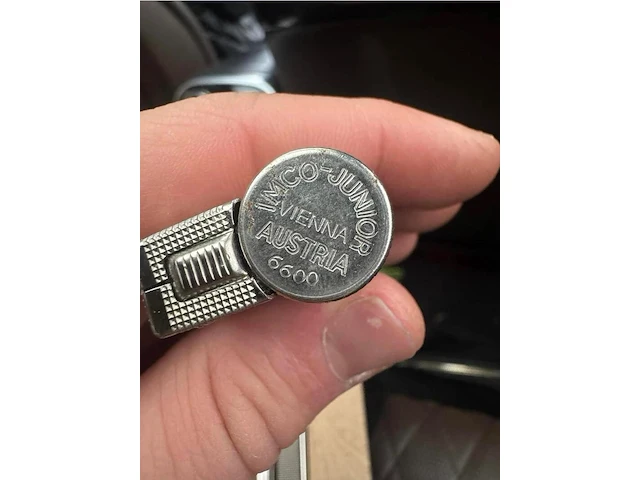 IMCO-JUNIOR
VIENNA
AUSTRIA
6600